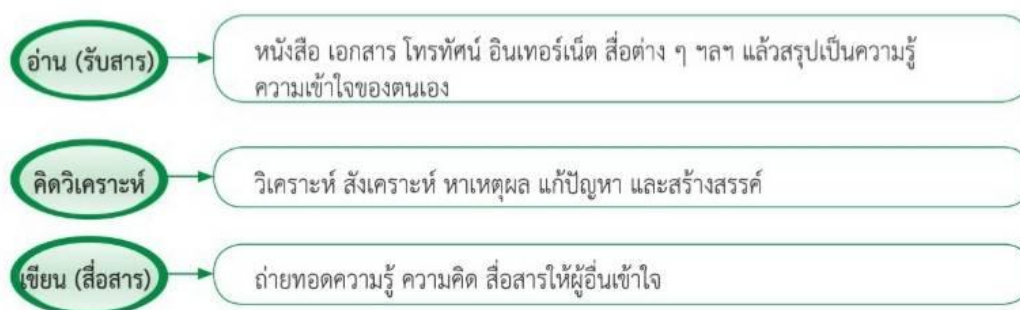 อ่าน (รับสาร)
หนังสือ เอกสาร โทรทัศน์ อินเทอร์เน็ต สื่อต่าง ๆ ฯลฯ แล้วสรุปเป็นความรู้
ความเข้าใจของตนเอง
คิดวิเคราะห์
วิเคราะห์ สังเคราะห์ หาเหตุผล แก้ปัญหา และสร้างสรรค์
เขียน (สื่อสาร)
ถ่ายทอดความรู้ ความคิด สื่อสารให้ผู้อื่นเข้าใจ